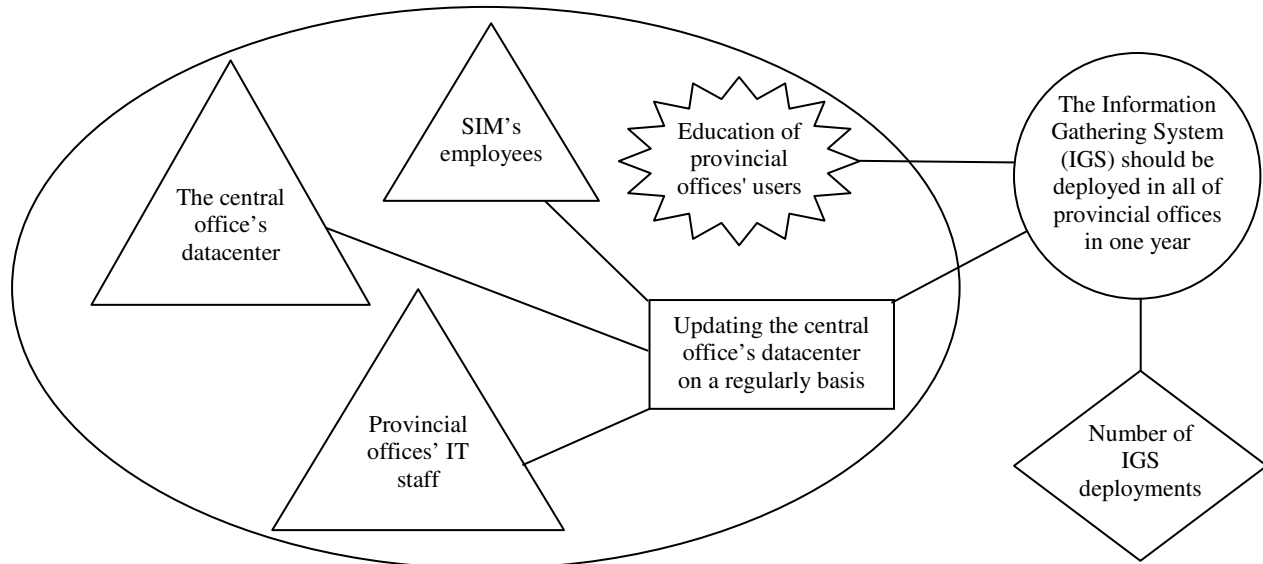 The central
office’s
datacenter
SIM’s
employees
Education of
provincial
offices' users
The Information
Gathering System
(IGS) should be
deployed in all of
provincial offices
in one year
Updating the central
office’s datacenter
on a regularly basis
Provincial
offices’ IT
staff
Number of
IGS
deployments